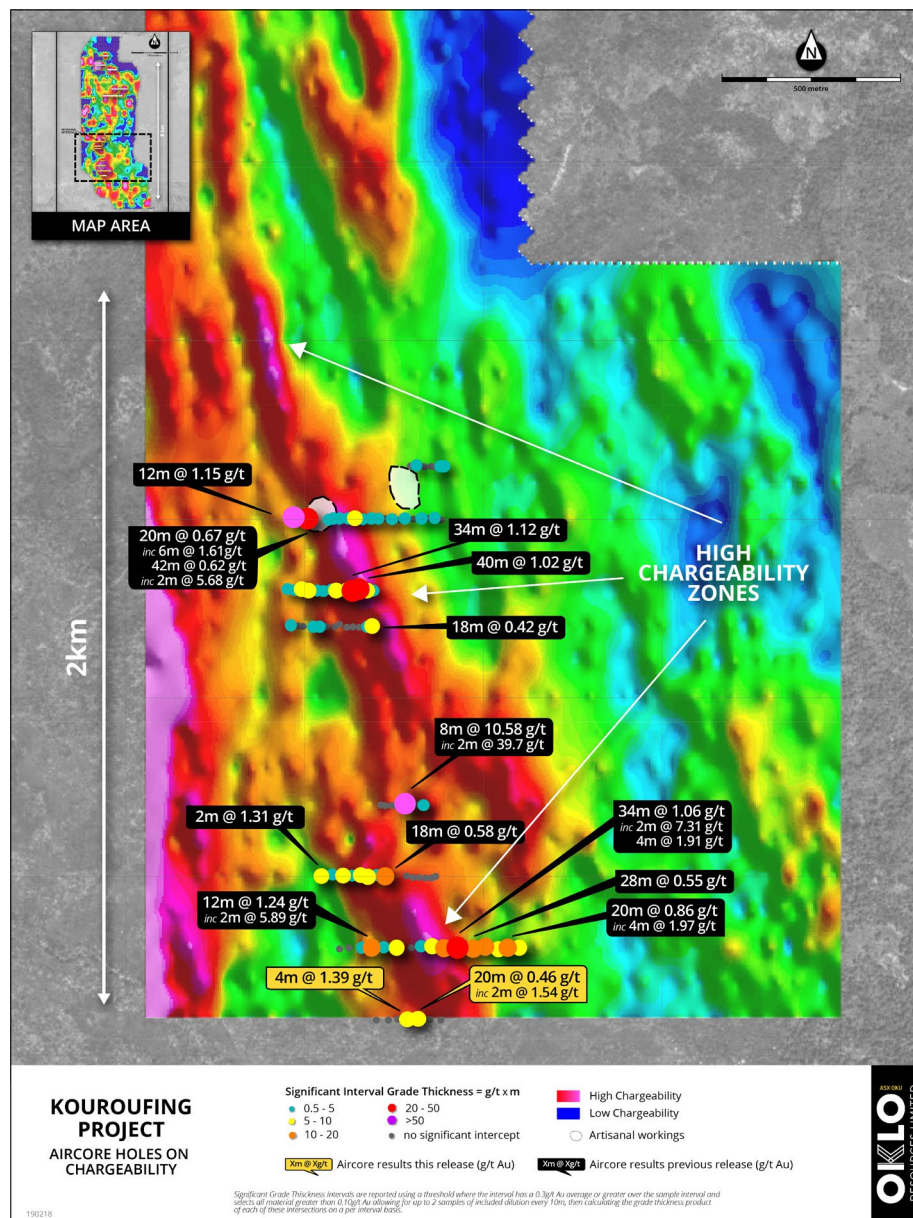 N
500 metre
MAP AREA
12m @ 1.15 g/t
20m @ 0.67 g/t
inc 6m @ 1.61g/t
42m @ 0.62 g/t
inc 2m @ 5.68 g/t
34m @ 1.12 g/t
40m @ 1.02 g/t
HIGH
CHARGEABILITY
ZONES
18m @ 0.42 g/t
2km
8m @ 10.58 g/t
inc 2m @ 39.7 g/t
2m @ 1.31 g/t
18m @ 0.58 g/t
34m @ 1.06 g/t
inc 2m @ 7.31 g/t
4m @ 1.91 g/t
12m @ 1.24 g/t
inc 2m @ 5.89 g/t
28m @ 0.55 g/t
20m @ 0.86 g/t
inc 4m @ 1.97 g/t
4m @ 1.39 g/t
20m @ 0.46 g/t
inc 2m @ 1.54 g/t
KOUROUFING
PROJECT
AIRCORE HOLES ON
CHARGEABILITY
190218
Significant Interval Grade Thickness = g/t x m
0.5 - 5
5 - 10
10 - 20
20 - 50
>50
no significant intercept
High Chargeability
Low Chargeability
Artisanal workings
Xm @ Xg/t Aircore results this release (g/t Au)
Xm @ Xg/t Aircore results previous release (g/t Au)
Significant Grade Thisckness intervals are reported using a threshold where the interval has a 0.3g/t Au average or greater over the sample interval and
selects all material greater than 0.10g/t Au allowing for up to 2 samples of included dilution every 10m, then calculating the grade thickness product
of each of these intersections on a per interval basis.
ASX:OKU
OKLO
RESOURCES LIMITED